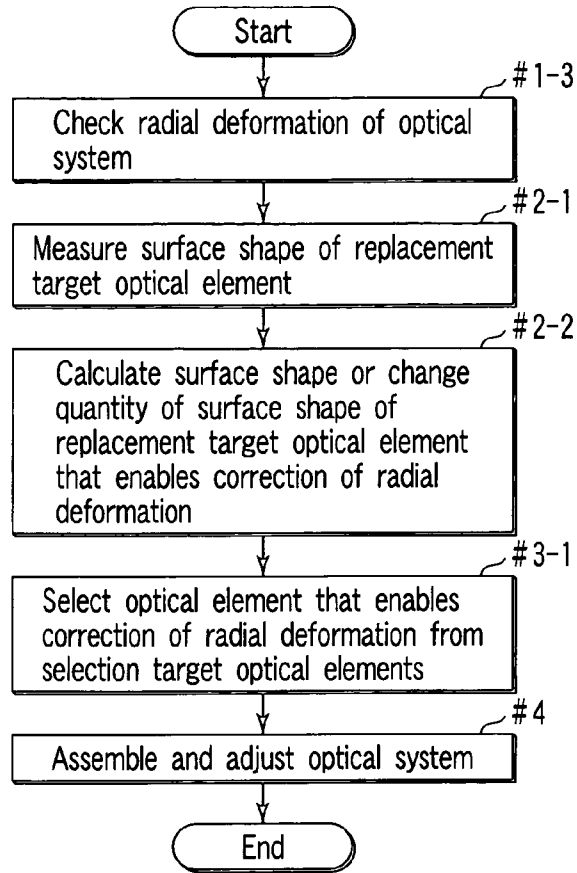 Start
#1-3
Check radial deformation of optical
system
#2-1
Measure surface shape of replacement
target optical element
#2-2
Calculate surface shape or change
quantity of surface shape of
replacement target optical element
that enables correction of radial
deformation
#3-1
Select optical element that enables
correction of radial deformation from
selection target optical elements
#4
Assemble and adjust optical system
End